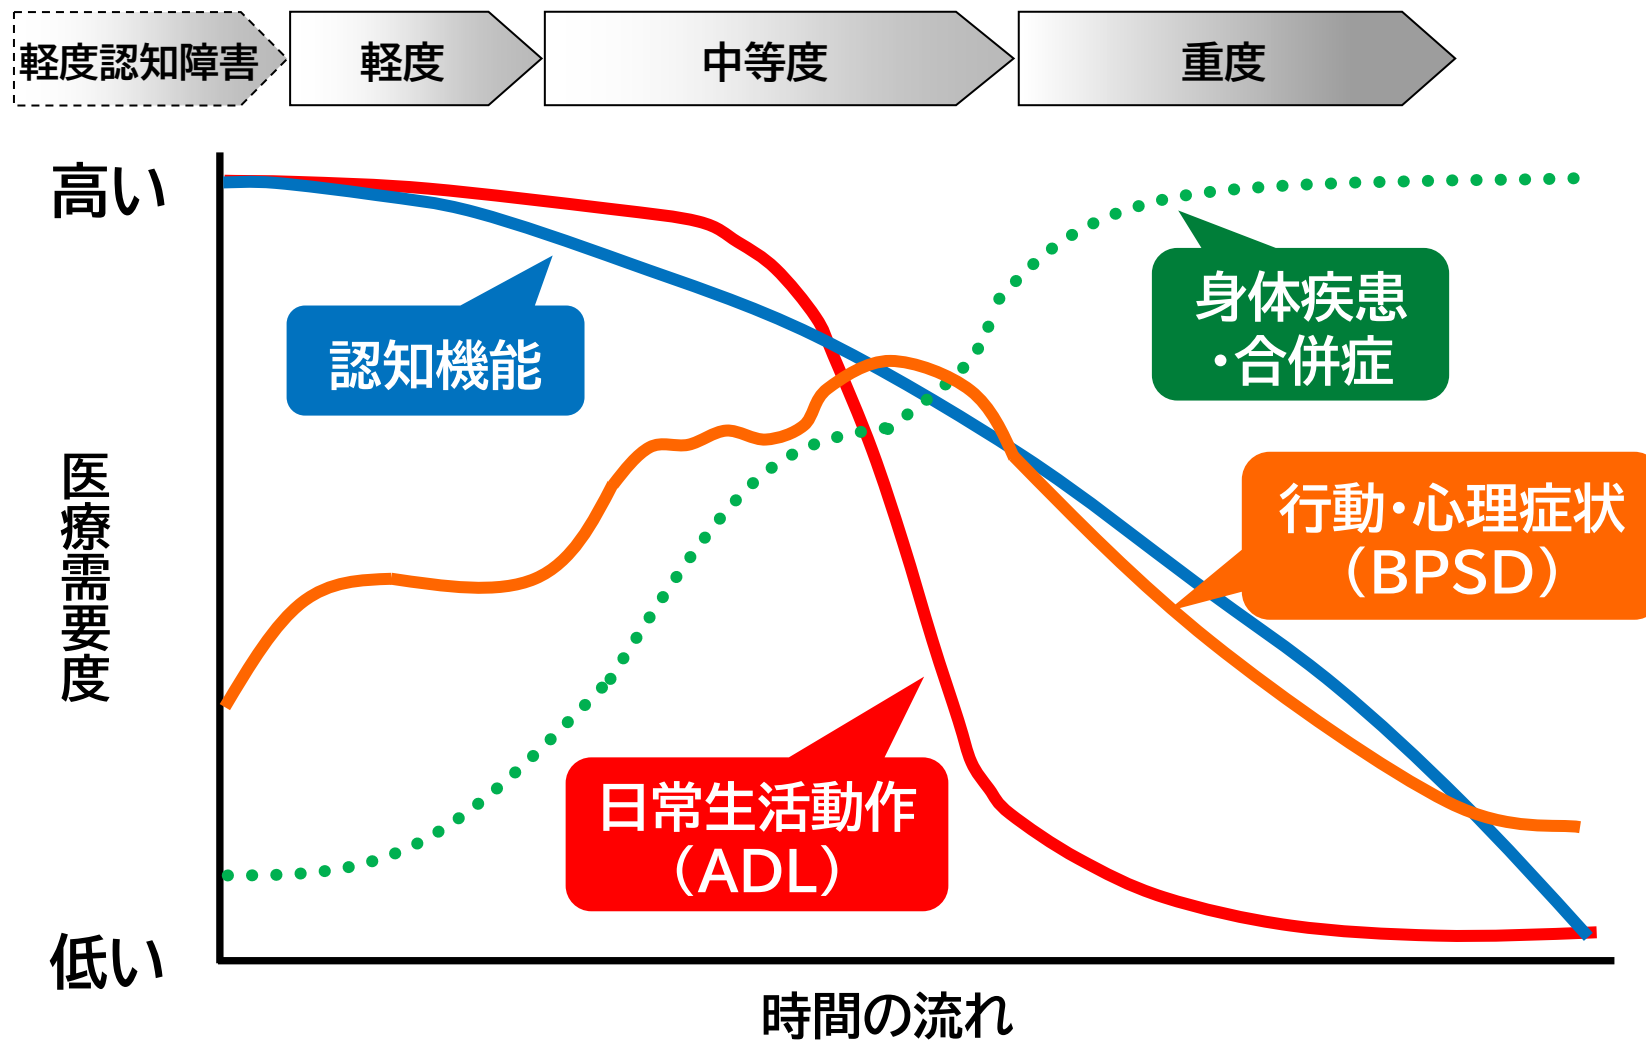 軽度認知障害
軽度
中等度
重度
高い
身体疾患
・合併症
認知機能
医療需要度
行動・心理症状
（BPSD）
日常生活動作
（ADL）
低い
時間の流れ